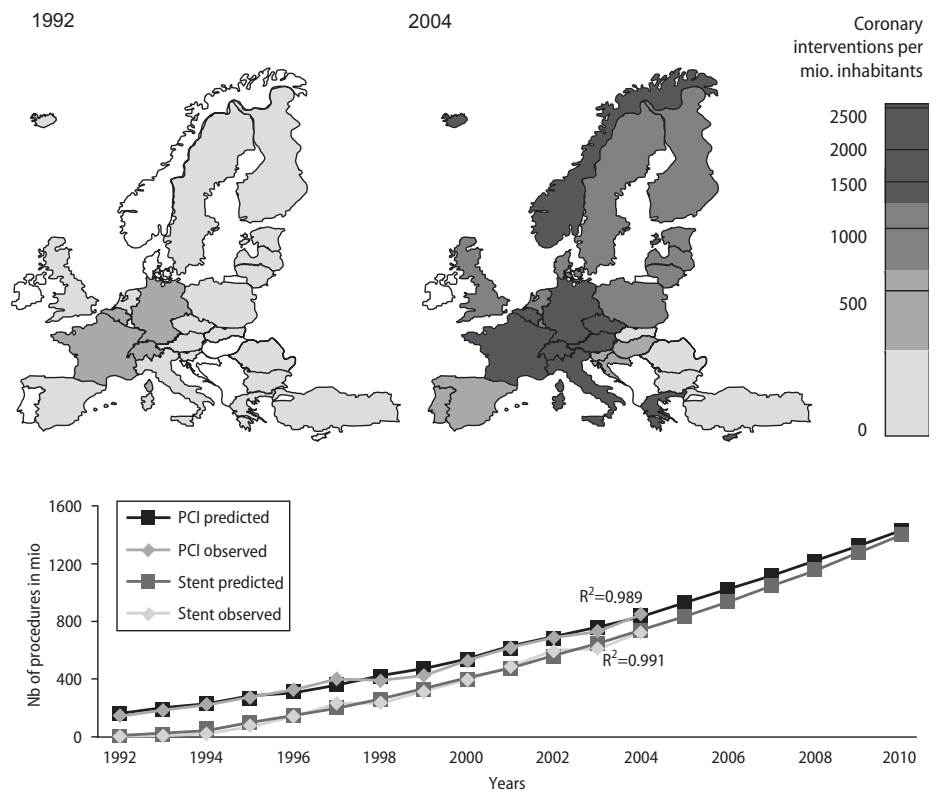 1992
2004
Coronary
interventions per
mio. inhabitants
2500
2000
1500
1000
500
0
Nb of procedures in mio
1600
1200
800
400
0
PCI predicted
PCI observed
Stent predicted
Stent observed
R²=0.989
R²=0.991
1992 1994 1996 1998 2000 2002 2004 2006 2008 2010
Years